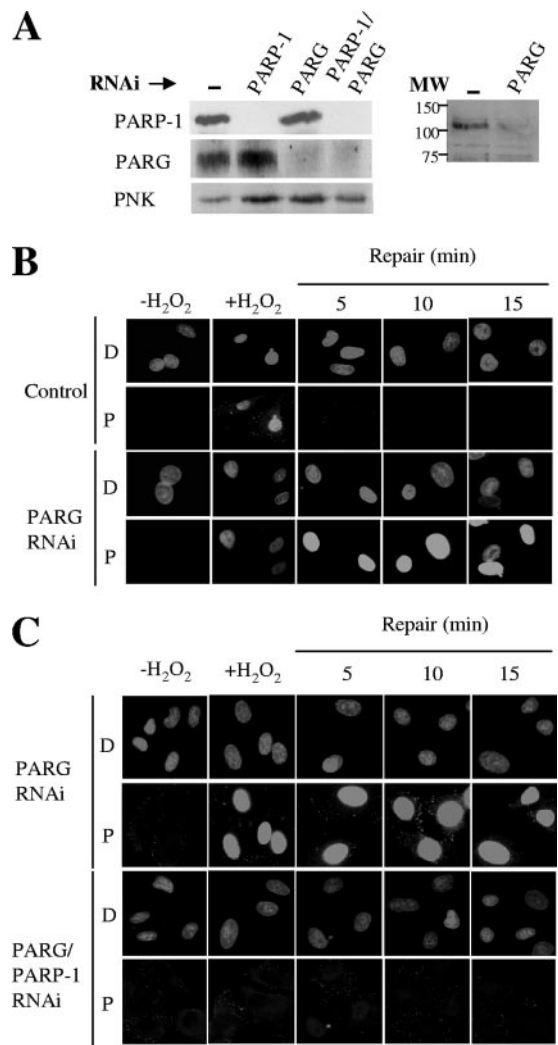 A
RNAi → – PARP-1 PARG PARP-1/ PARG
PARP-1
PARG
PNK
MW – PARG
150
100
75
B
Repair (min)
-H2O2 +H2O2 5 10 15
Control
D
P
PARG
RNAi
D
P
C
Repair (min)
-H2O2 +H2O2 5 10 15
PARG
RNAi
D
P
PARG/
PARP-1
RNAi
D
P